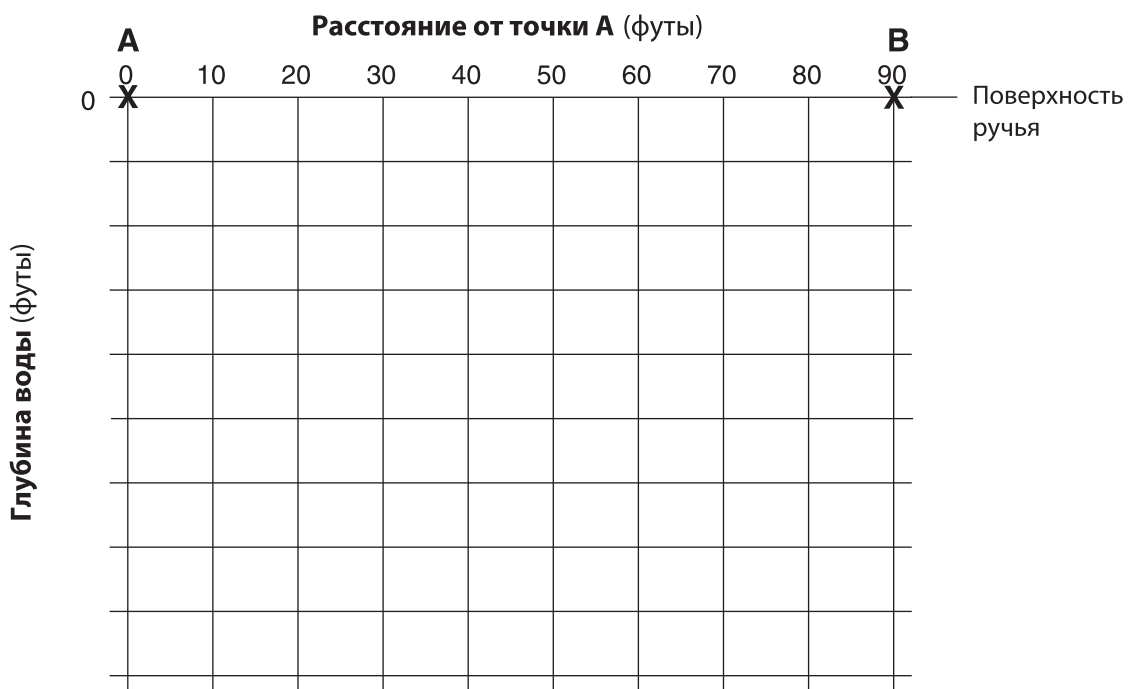 Расстояние от точки A (футы)
A B
0 10 20 30 40 50 60 70 80 90
X X
0
Поверхность
ручья
Глубина воды (футы)